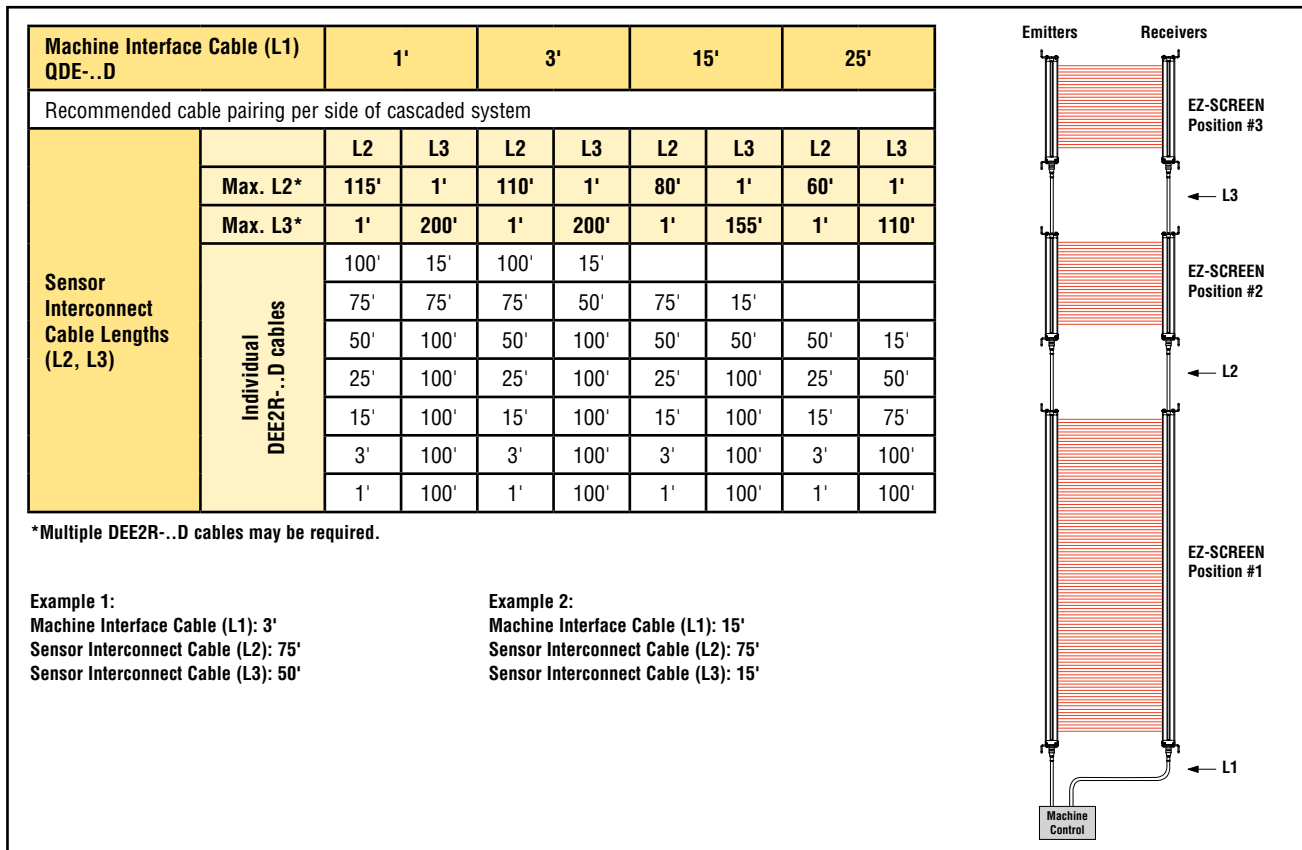 Machine Interface Cable (L1) QDE-..D 1' 3' 15' 25'
Recommended cable pairing per side of cascaded system
Sensor Interconnect Cable Lengths (L2, L3)
L2 L3 L2 L3 L2 L3 L2 L3
Max. L2* 115' 1' 110' 1' 80' 1' 60' 1'
Max. L3* 1' 200' 1' 200' 1' 155' 1' 110'
Individual DEE2R-..D cables
100' 15' 100' 15'
75' 75' 75' 50' 75' 15'
50' 100' 50' 100' 50' 50' 50' 15'
25' 100' 25' 100' 25' 100' 25' 50'
15' 100' 15' 100' 15' 100' 15' 75'
3' 100' 3' 100' 3' 100' 3' 100'
1' 100' 1' 100' 1' 100' 1' 100'
*Multiple DEE2R-..D cables may be required.
Example 1:
Machine Interface Cable (L1): 3'
Sensor Interconnect Cable (L2): 75'
Sensor Interconnect Cable (L3): 50'
Example 2:
Machine Interface Cable (L1): 15'
Sensor Interconnect Cable (L2): 75'
Sensor Interconnect Cable (L3): 15'
Emitters Receivers
EZ-SCREEN
Position #3
L3
EZ-SCREEN
Position #2
L2
EZ-SCREEN
Position #1
L1
Machine
Control